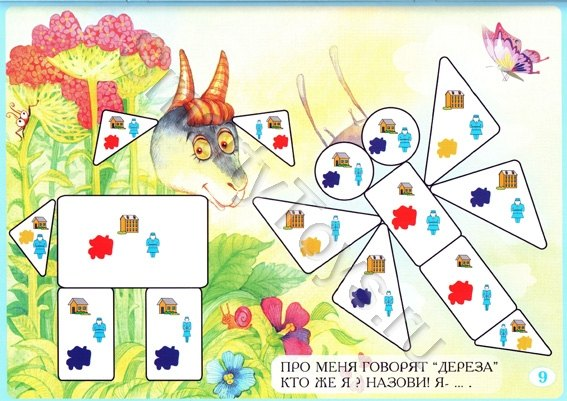 ПРО МЕНЯ ГОВОРЯТ "ДЕРЕЗА"
КТО ЖЕ Я ? НАЗОВИ! Я- ... .
9